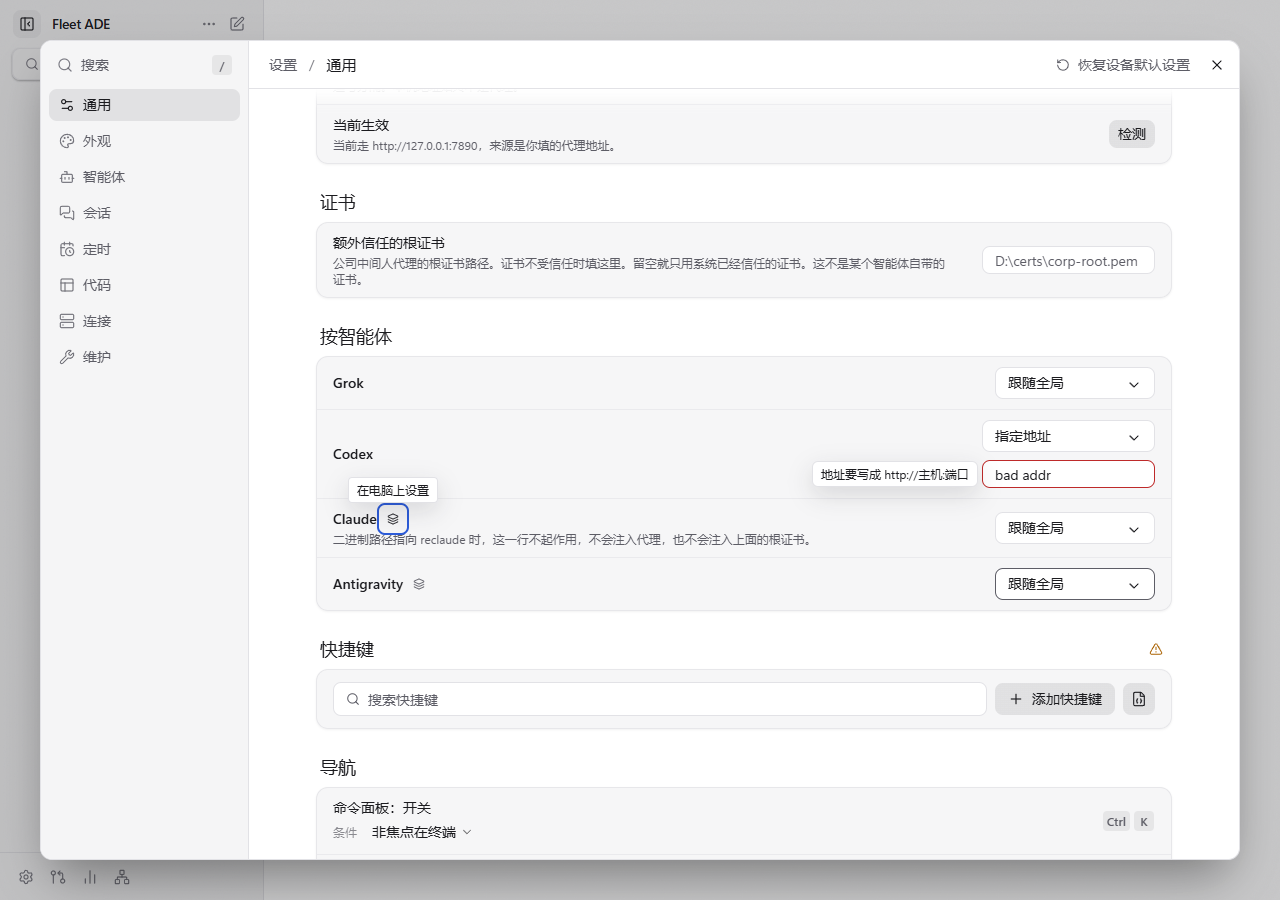 Fleet ADE
搜索
/
通用
外观
智能体
会话
定时
代码
连接
维护
设置 / 通用
恢复设备默认设置
当前生效
当前走 http://127.0.0.1:7890，来源是你填的代理地址。
检测
证书
额外信任的根证书
公司中间人代理的根证书路径。证书不受信任时填这里。留空就只用系统已经信任的证书。这不是某个智能体自带的
证书。
D:\certs\corp-root.pem
按智能体
Grok
跟随全局
Codex
指定地址
地址要写成 http://主机:端口
bad addr
在电脑上设置
Claude
二进制路径指向 reclaude 时，这一行不起作用，不会注入代理，也不会注入上面的根证书。
跟随全局
Antigravity
跟随全局
快捷键
搜索快捷键
添加快捷键
导航
命令面板：开关
条件 非焦点在终端
Ctrl K